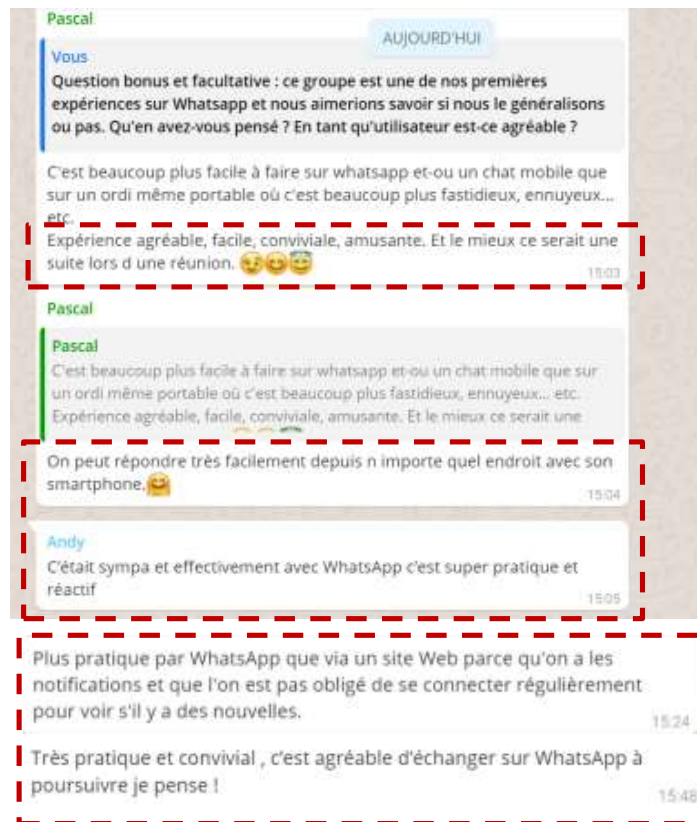 Pascal
AUJOURD'HUI
Vous
Question bonus et facultative : ce groupe est une de nos premières
expériences sur Whatsapp et nous aimerions savoir si nous le généralisons
ou pas. Qu'en avez-vous pensé ? En tant qu'utilisateur est-ce agréable ?
C'est beaucoup plus facile à faire sur whatsapp et-ou un chat mobile que
sur un ordi même portable où c'est beaucoup plus fastidieux, ennuyeux...
etc.
Expérience agréable, facile, conviviale, amusante. Et le mieux ce serait une
suite lors d une réunion. 😏😊😇
15:03
Pascal
Pascal
C'est beaucoup plus facile à faire sur whatsapp et-ou un chat mobile que sur
un ordi même portable où c'est beaucoup plus fastidieux, ennuyeux... etc.
Expérience agréable, facile, conviviale, amusante. Et le mieux ce serait une
On peut répondre très facilement depuis n importe quel endroit avec son
smartphone.🤗
15:04
Andy
C'était sympa et effectivement avec WhatsApp c'est super pratique et
réactif
15:05
Plus pratique par WhatsApp que via un site Web parce qu'on a les
notifications et que l'on est pas obligé de se connecter régulièrement
pour voir s'il y a des nouvelles.
15:24
Très pratique et convivial , c'est agréable d'échanger sur WhatsApp à
poursuivre je pense !
15:48